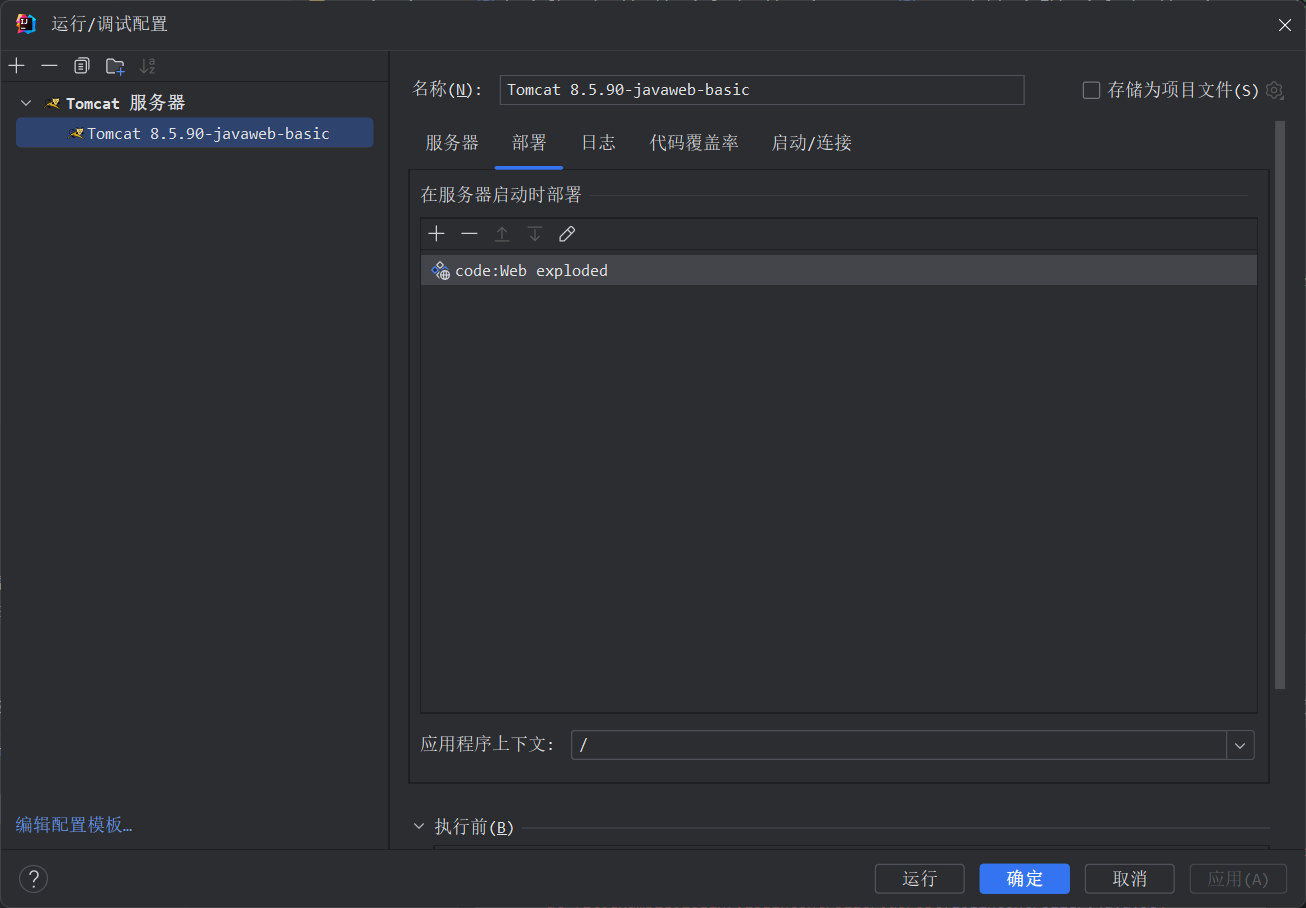 运行/调试配置
Tomcat 服务器
Tomcat 8.5.90-javaweb-basic
编辑配置模板…
名称(N): Tomcat 8.5.90-javaweb-basic 存储为项目文件(S)
服务器 部署 日志 代码覆盖率 启动/连接
在服务器启动时部署
code:Web exploded
应用程序上下文: /
执行前(B)
? 运行 确定 取消 应用(A)